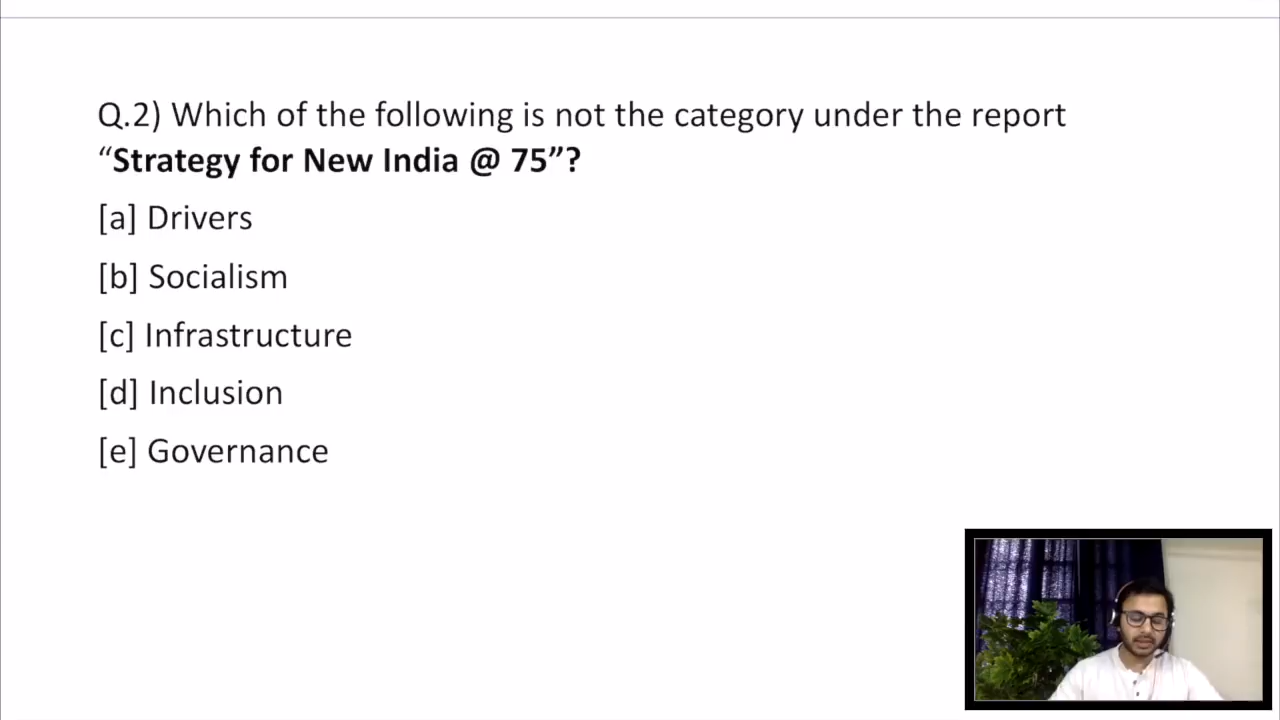 Q.2) Which of the following is not the category under the report
“Strategy for New India @ 75”?
[a] Drivers
[b] Socialism
[c] Infrastructure
[d] Inclusion
[e] Governance